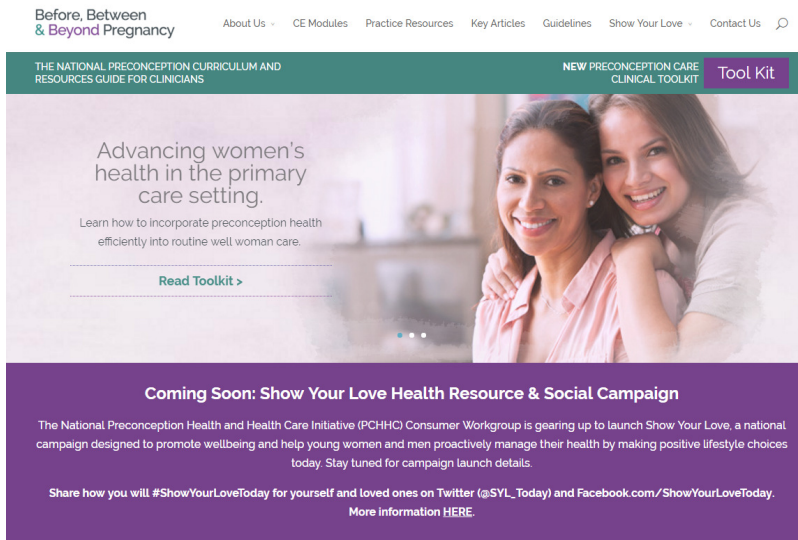 Before, Between
& Beyond Pregnancy
About Us
CE Modules
Practice Resources
Key Articles
Guidelines
Show Your Love
Contact Us
THE NATIONAL PRECONCEPTION CURRICULUM AND
RESOURCES GUIDE FOR CLINICIANS
NEW PRECONCEPTION CARE
CLINICAL TOOLKIT
Tool Kit
Advancing women's
health in the primary
care setting.
Learn how to incorporate preconception health
efficiently into routine well woman care.
Read Toolkit >
Coming Soon: Show Your Love Health Resource & Social Campaign
The National Preconception Health and Health Care Initiative (PCHHC) Consumer Workgroup is gearing up to launch Show Your Love, a national
campaign designed to promote wellbeing and help young women and men proactively manage their health by making positive lifestyle choices
today. Stay tuned for campaign launch details.
Share how you will #ShowYourLoveToday for yourself and loved ones on Twitter (@SYL_Today) and Facebook.com/ShowYourLoveToday.
More information HERE.